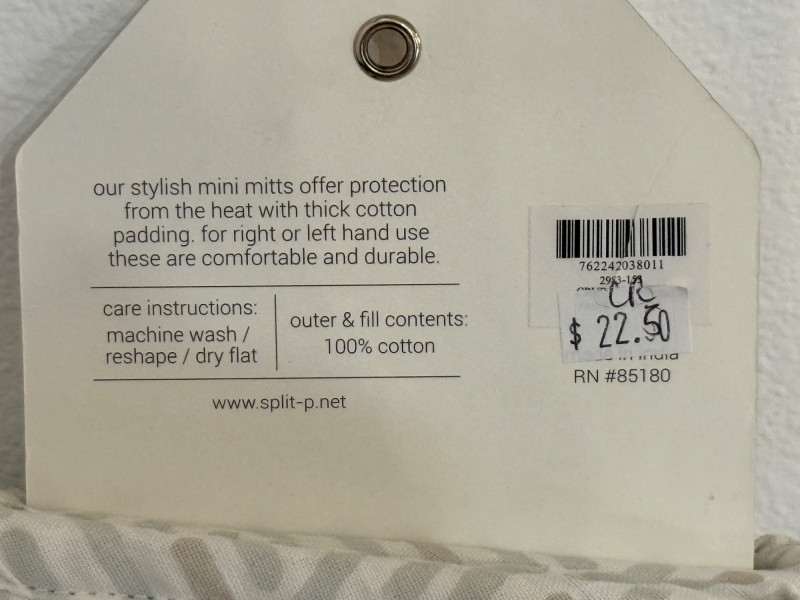 our stylish mini mitts offer protection
from the heat with thick cotton
padding. for right or left hand use
these are comfortable and durable.
care instructions:
machine wash /
reshape / dry flat
outer & fill contents:
100% cotton
www.split-p.net
762242038011
$ 22.50
in India
RN #85180